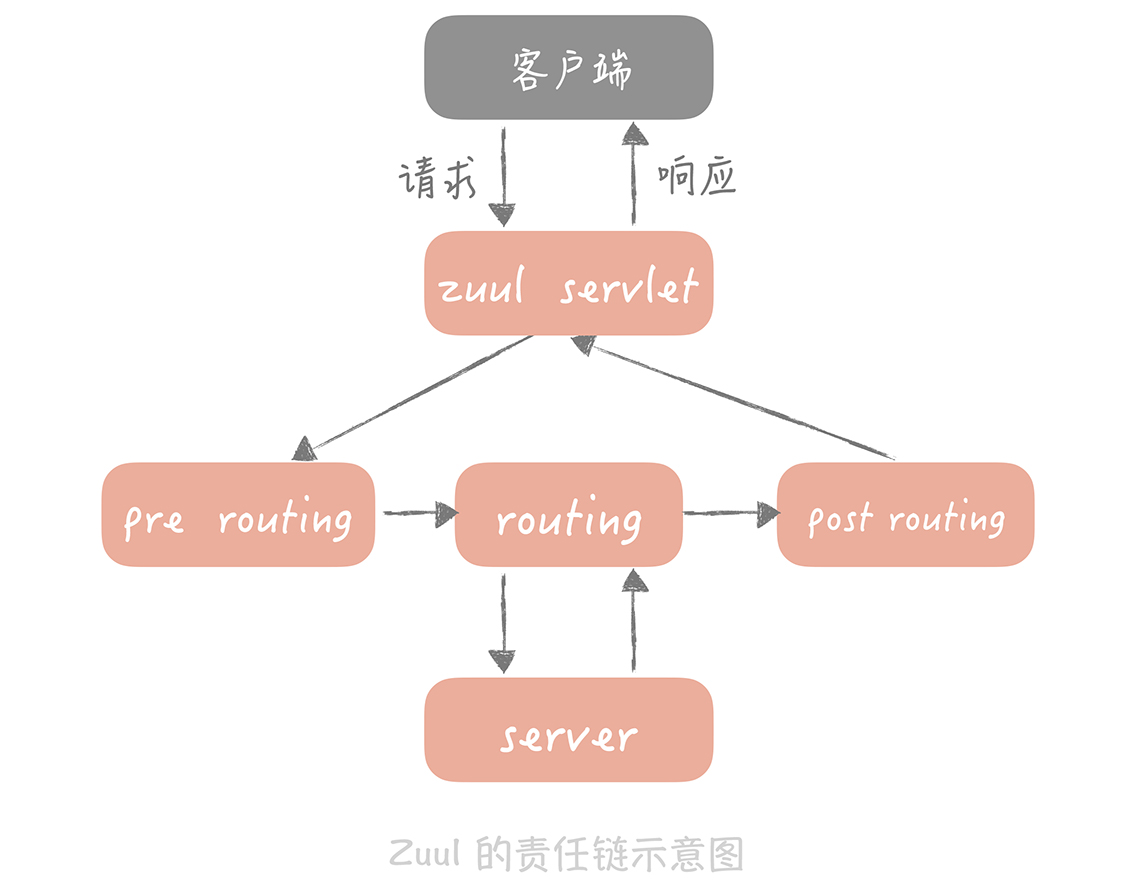 客户端
请求
响应
zuul servlet
pre routing
routing
post routing
server
Zuul 的责任链示意图